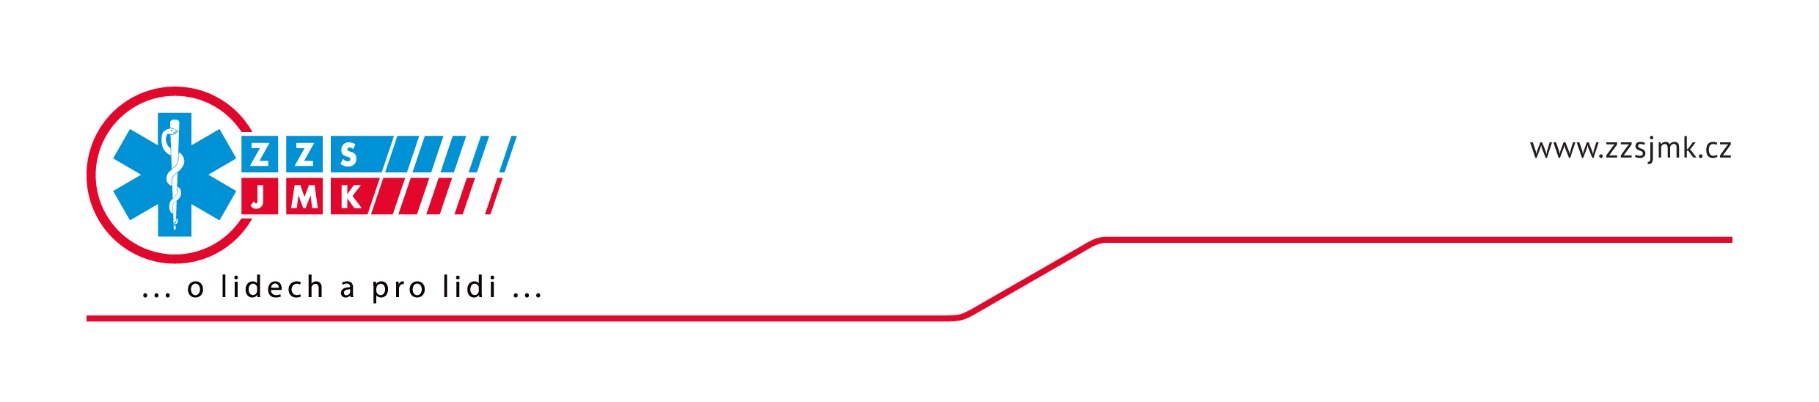 ZZS
JMK
www.zzsjmk.cz
... o lidech a pro lidi ...